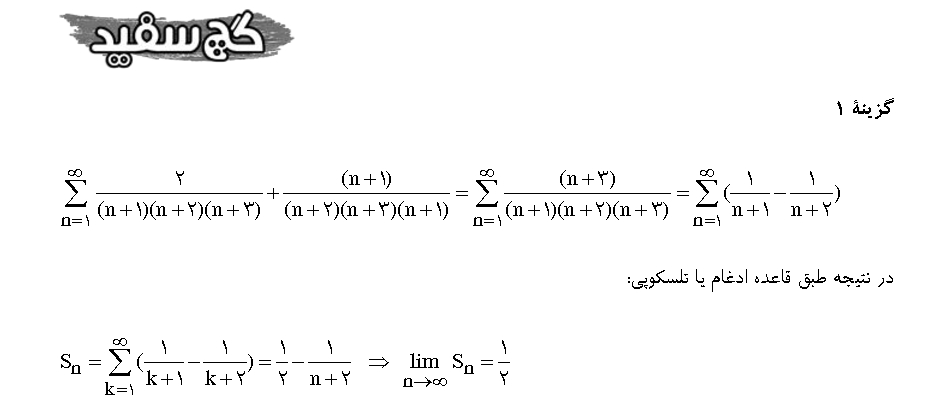 گچ سفید
گزینهٔ ۱
\sum_{n=۱}^{\infty} \frac{۲}{(n+۱)(n+۲)(n+۳)} + \frac{(n+۱)}{(n+۲)(n+۳)(n+۱)} = \sum_{n=۱}^{\infty} \frac{(n+۳)}{(n+۱)(n+۲)(n+۳)} = \sum_{n=۱}^{\infty} (\frac{۱}{n+۱} - \frac{۱}{n+۲})
در نتیجه طبق قاعده ادغام یا تلسکوپی:
S_n = \sum_{k=۱}^{\infty} (\frac{۱}{k+۱} - \frac{۱}{k+۲}) = \frac{۱}{۲} - \frac{۱}{n+۲} \Rightarrow \lim_{n \to \infty} S_n = \frac{۱}{۲}